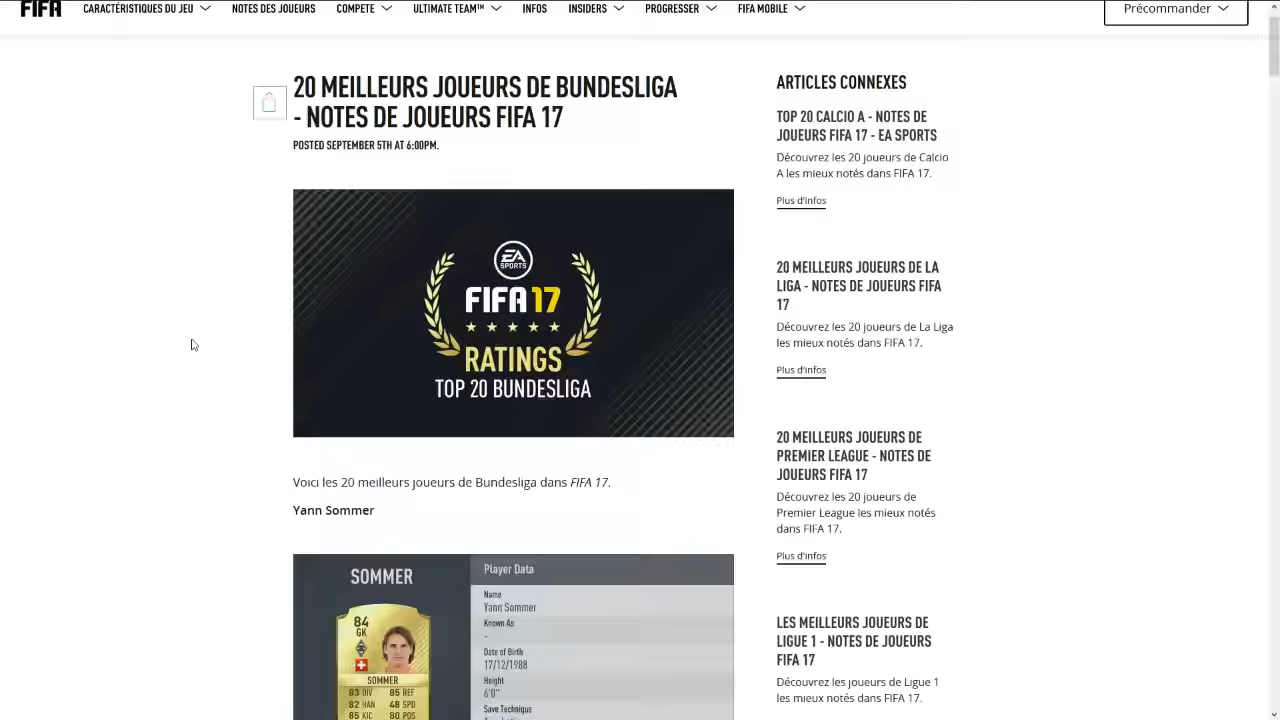 FIFA
CARACTÉRISTIQUES DU JEU
NOTES DES JOUEURS
COMPETE
ULTIMATE TEAM™
INFOS
INSIDERS
PROGRESSER
FIFA MOBILE
Précommander
20 MEILLEURS JOUEURS DE BUNDESLIGA
- NOTES DE JOUEURS FIFA 17
POSTED SEPTEMBER 5TH AT 6:00PM.
EA
SPORTS
FIFA 17
RATINGS
TOP 20 BUNDESLIGA
Voici les 20 meilleurs joueurs de Bundesliga dans FIFA 17.
Yann Sommer
SOMMER
84
GK
SOMMER
83 DIV 85 REF
82 HAN 48 SPD
85 KIC 80 POS
Player Data
Name
Yann Sommer
Known As
-
Date of Birth
17/12/1988
Height
6'0"
Save Technique
ARTICLES CONNEXES
TOP 20 CALCIO A - NOTES DE
JOUEURS FIFA 17 - EA SPORTS
Découvrez les 20 joueurs de Calcio
A les mieux notés dans FIFA 17.
Plus d'infos
20 MEILLEURS JOUEURS DE LA
LIGA - NOTES DE JOUEURS FIFA
17
Découvrez les 20 joueurs de La Liga
les mieux notés dans FIFA 17.
Plus d'infos
20 MEILLEURS JOUEURS DE
PREMIER LEAGUE - NOTES DE
JOUEURS FIFA 17
Découvrez les 20 joueurs de
Premier League les mieux notés
dans FIFA 17.
Plus d'infos
LES MEILLEURS JOUEURS DE
LIGUE 1 - NOTES DE JOUEURS
FIFA 17
Découvrez les joueurs de Ligue 1
les mieux notés dans FIFA 17.